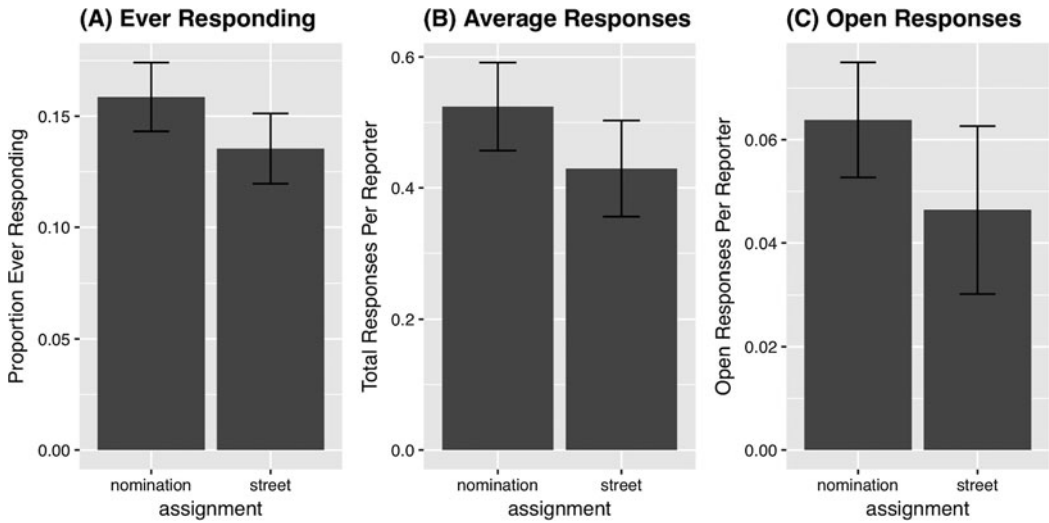 (A) Ever Responding
Proportion Ever Responding
0.15
0.10
0.05
0.00
nomination street
assignment
(B) Average Responses
Total Responses Per Reporter
0.6
0.4
0.2
0.0
nomination street
assignment
(C) Open Responses
Open Responses Per Reporter
0.06
0.04
0.02
0.00
nomination street
assignment